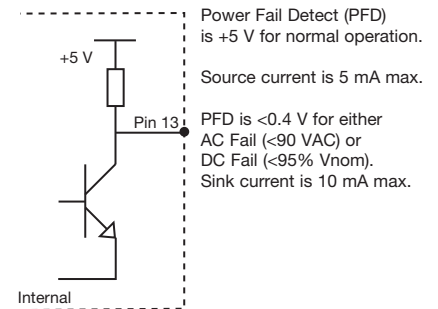 Power Fail Detect (PFD)
is +5 V for normal operation.
+5 V
Source current is 5 mA max.
Pin 13
PFD is <0.4 V for either
AC Fail (<90 VAC) or
DC Fail (<95% Vnom).
Sink current is 10 mA max.
Internal